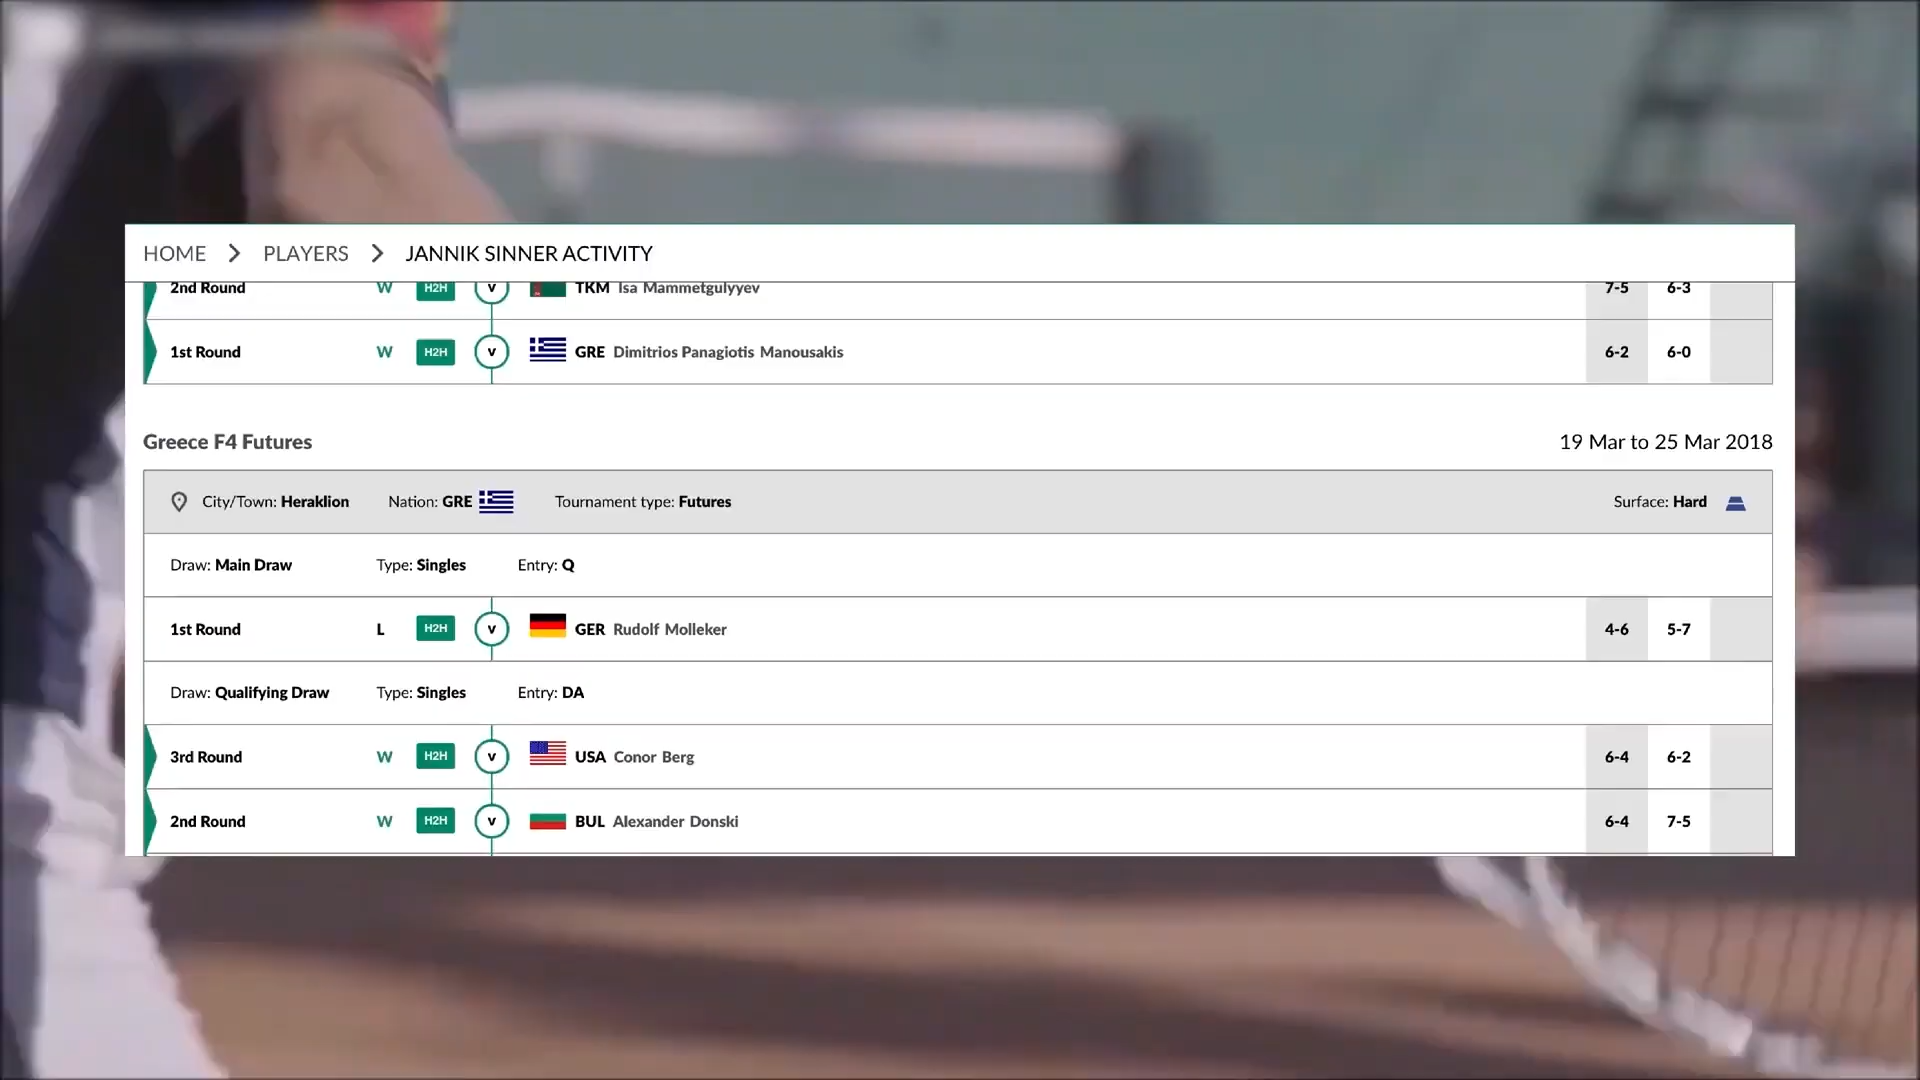 HOME > PLAYERS > JANNIK SINNER ACTIVITY
2nd Round W H2H v TKM Isa Mammetgulyyev 7-5 6-3
1st Round W H2H v GRE Dimitrios Panagiotis Manousakis 6-2 6-0
Greece F4 Futures 19 Mar to 25 Mar 2018
City/Town: Heraklion Nation: GRE Tournament type: Futures Surface: Hard
Draw: Main Draw Type: Singles Entry: Q
1st Round L H2H v GER Rudolf Molleker 4-6 5-7
Draw: Qualifying Draw Type: Singles Entry: DA
3rd Round W H2H v USA Conor Berg 6-4 6-2
2nd Round W H2H v BUL Alexander Donski 6-4 7-5